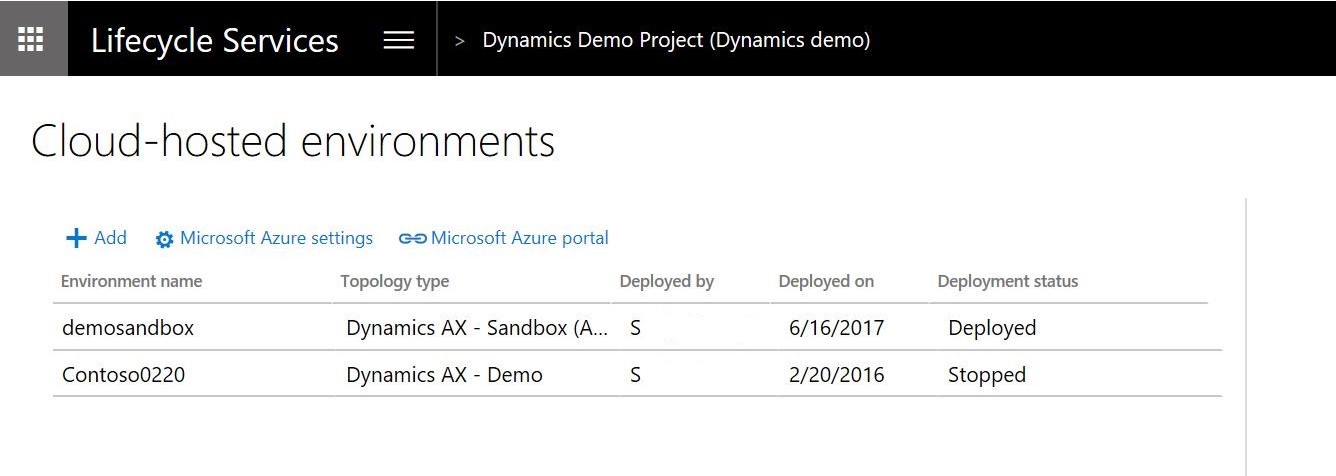 Lifecycle Services > Dynamics Demo Project (Dynamics demo)
Cloud-hosted environments
Add Microsoft Azure settings Microsoft Azure portal
Environment name Topology type Deployed by Deployed on Deployment status
demosandbox Dynamics AX - Sandbox (A... S 6/16/2017 Deployed
Contoso0220 Dynamics AX - Demo S 2/20/2016 Stopped